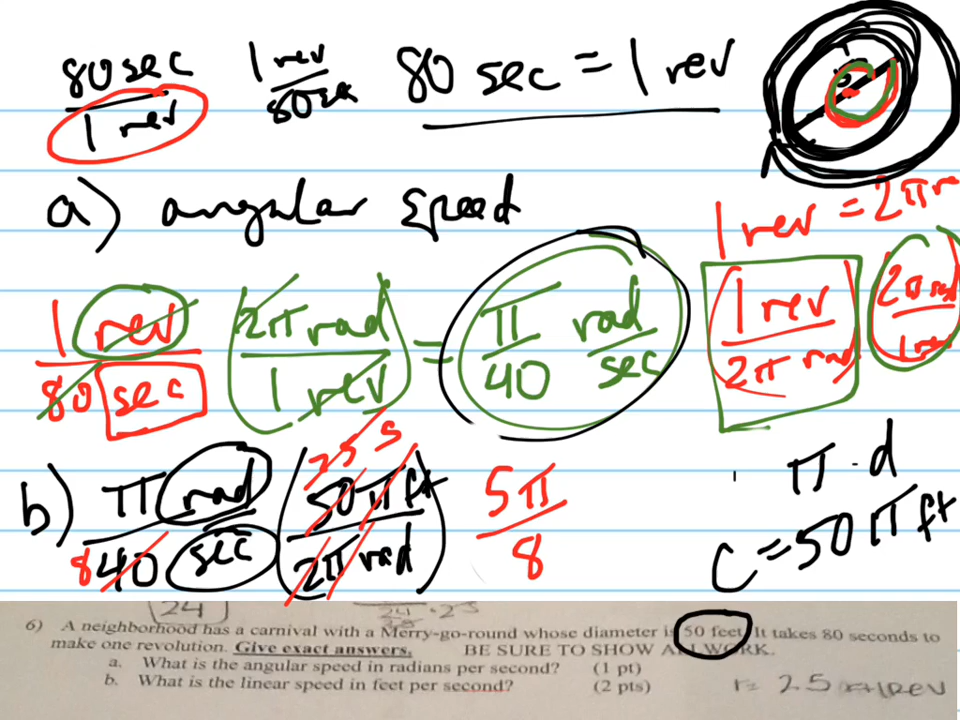 80 sec / 1 rev   1 rev / 80 sec   80 sec = 1 rev
a) angular speed
1 rev = 2π r
1 rev / 80 sec (2π rad / 1 rev) = π/40 rad/sec   (1 rev / 2π rad) (2π rad / 1 rev)
25 5
b) π rad / 40 sec (50π ft / 2π rad) 5π / 8   π · d
8
C = 50π ft
24
6) A neighborhood has a carnival with a Merry-go-round whose diameter is 50 feet. It takes 80 seconds to
make one revolution. Give exact answers. BE SURE TO SHOW ALL WORK.
a. What is the angular speed in radians per second? (1 pt)
b. What is the linear speed in feet per second? (2 pts) r = 25